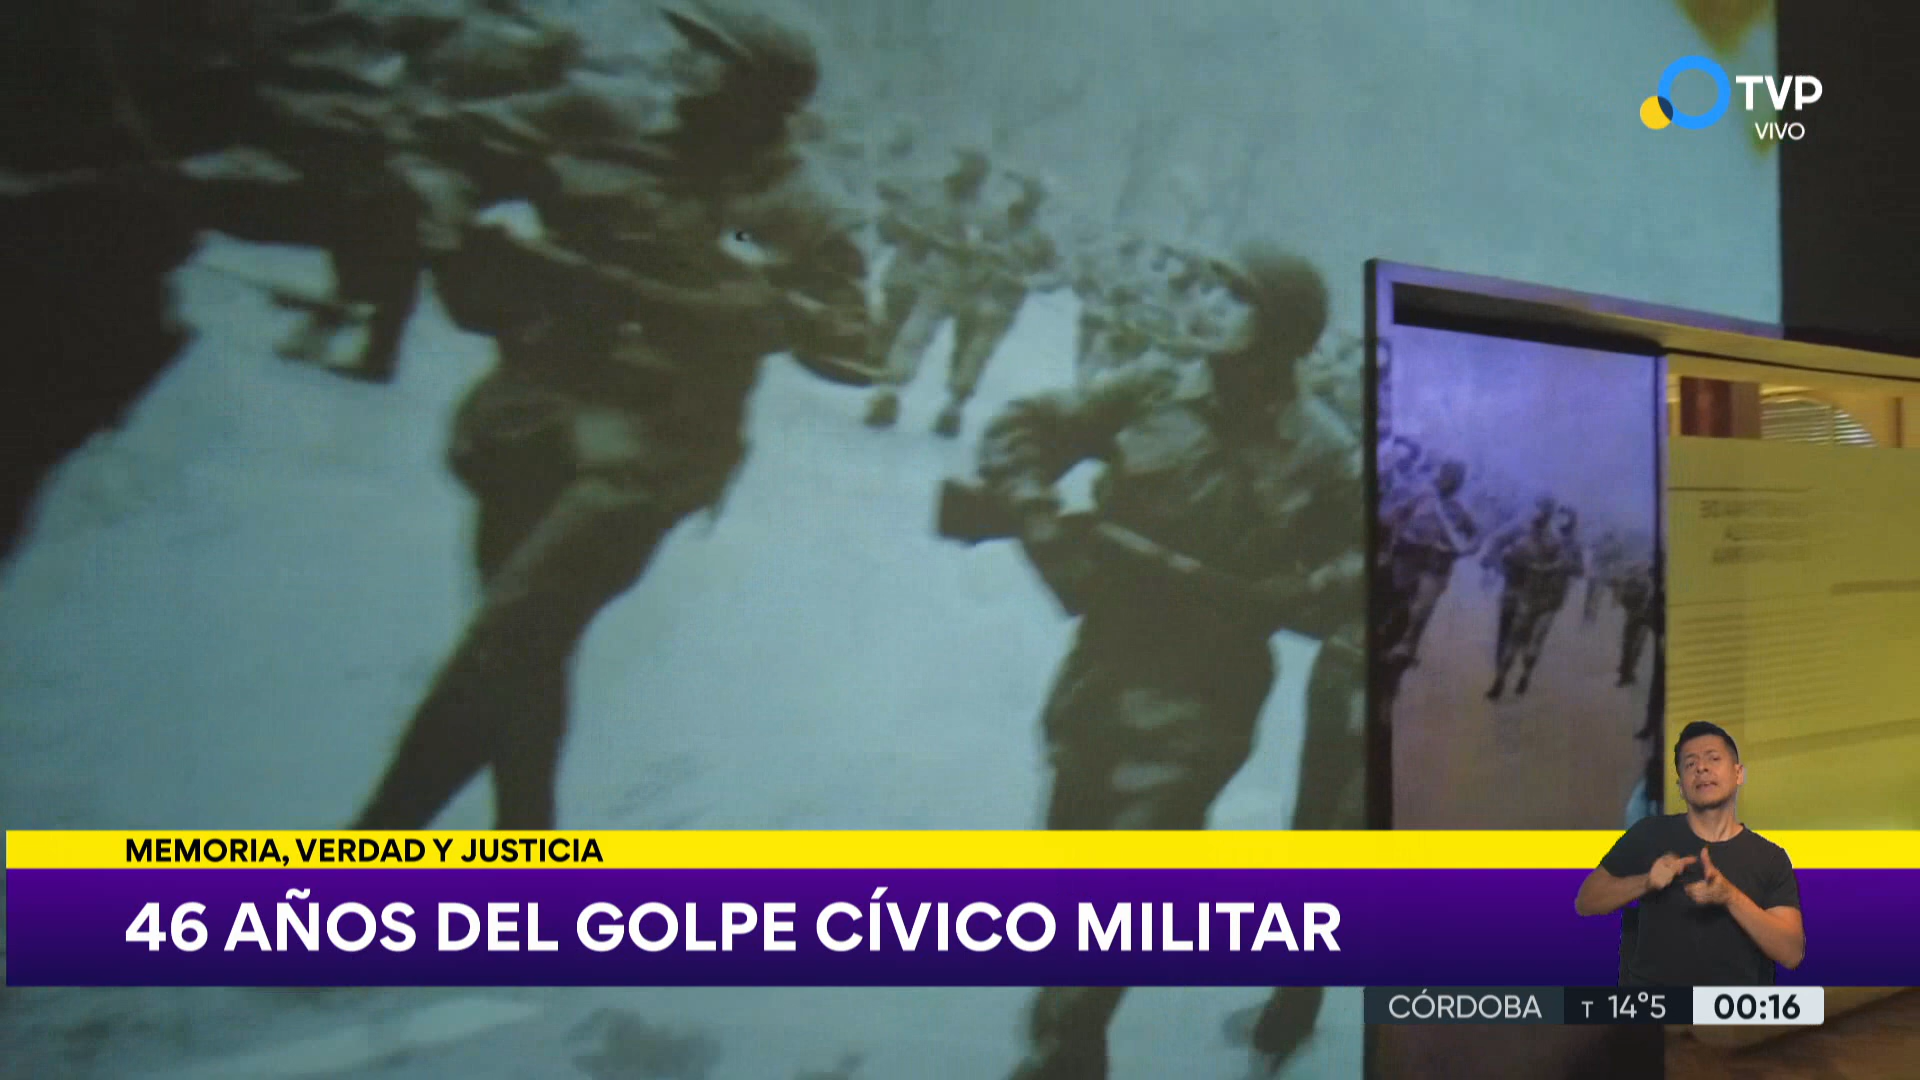 TVP
VIVO
MEMORIA, VERDAD Y JUSTICIA
46 AÑOS DEL GOLPE CÍVICO MILITAR
CÓRDOBA T 14°5 00:16